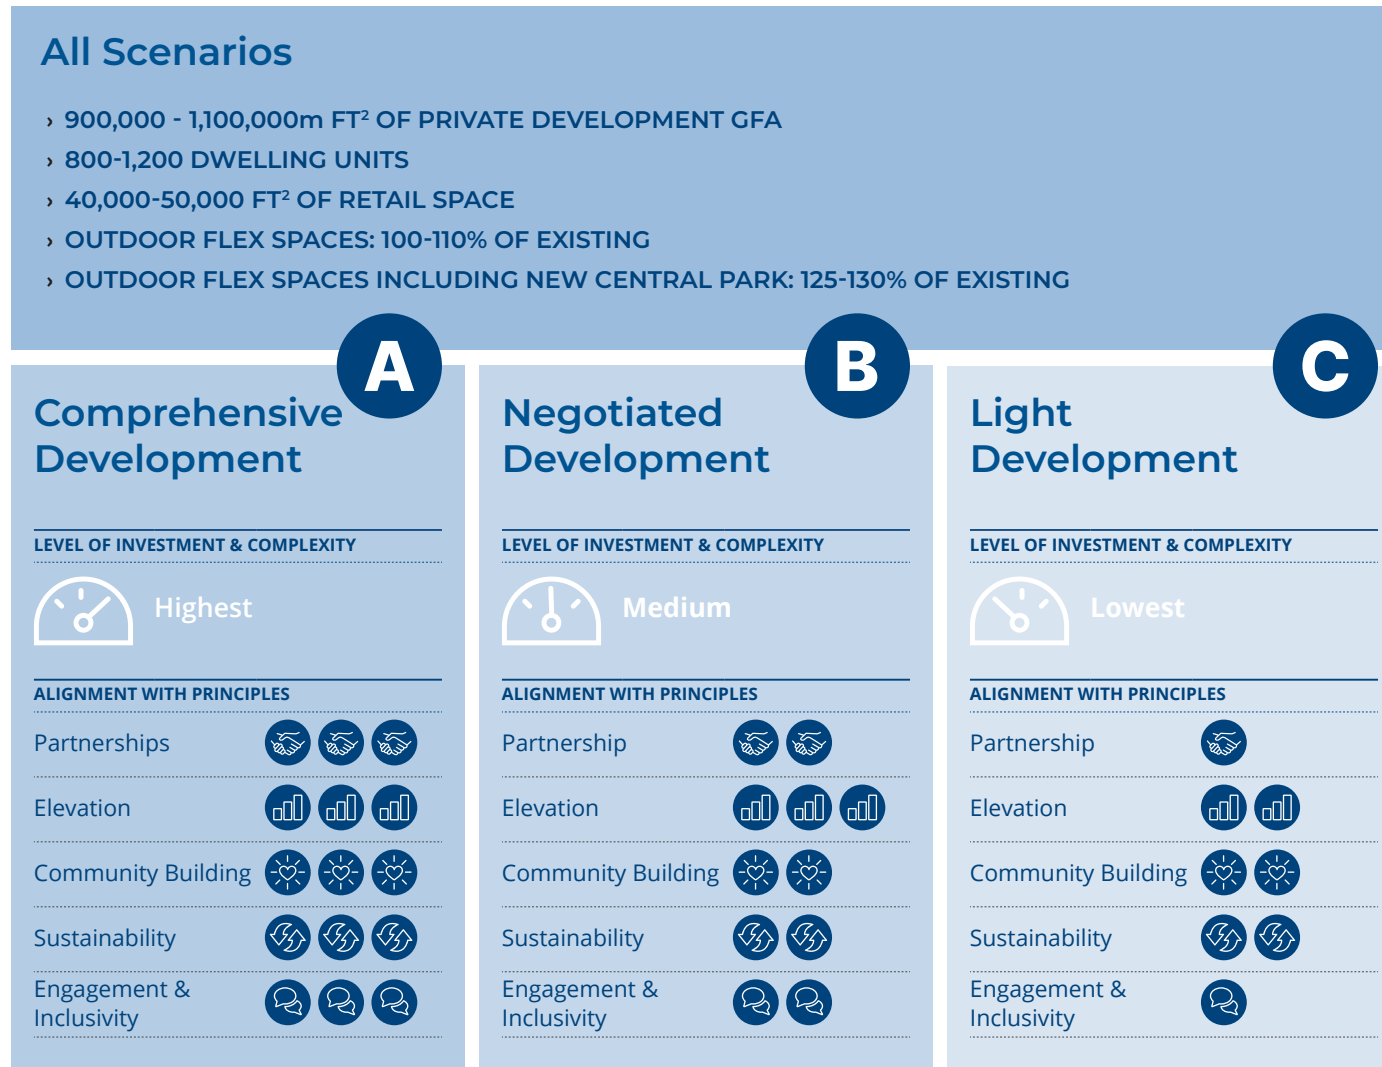 All Scenarios
› 900,000 - 1,100,000m FT² OF PRIVATE DEVELOPMENT GFA
› 800-1,200 DWELLING UNITS
› 40,000-50,000 FT² OF RETAIL SPACE
› OUTDOOR FLEX SPACES: 100-110% OF EXISTING
› OUTDOOR FLEX SPACES INCLUDING NEW CENTRAL PARK: 125-130% OF EXISTING
A
Comprehensive
Development
LEVEL OF INVESTMENT & COMPLEXITY
Highest
ALIGNMENT WITH PRINCIPLES
Partnerships
Elevation
Community Building
Sustainability
Engagement &
Inclusivity
B
Negotiated
Development
LEVEL OF INVESTMENT & COMPLEXITY
Medium
ALIGNMENT WITH PRINCIPLES
Partnership
Elevation
Community Building
Sustainability
Engagement &
Inclusivity
C
Light
Development
LEVEL OF INVESTMENT & COMPLEXITY
Lowest
ALIGNMENT WITH PRINCIPLES
Partnership
Elevation
Community Building
Sustainability
Engagement &
Inclusivity